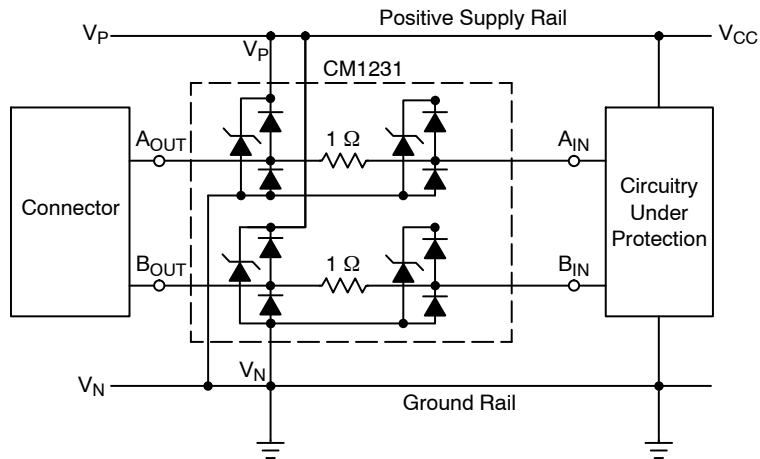 Positive Supply Rail
V_P
V_CC
V_P
CM1231
A_OUT
1 Ω
A_IN
Connector
Circuitry
Under
Protection
B_OUT
1 Ω
B_IN
V_N
V_N
Ground Rail